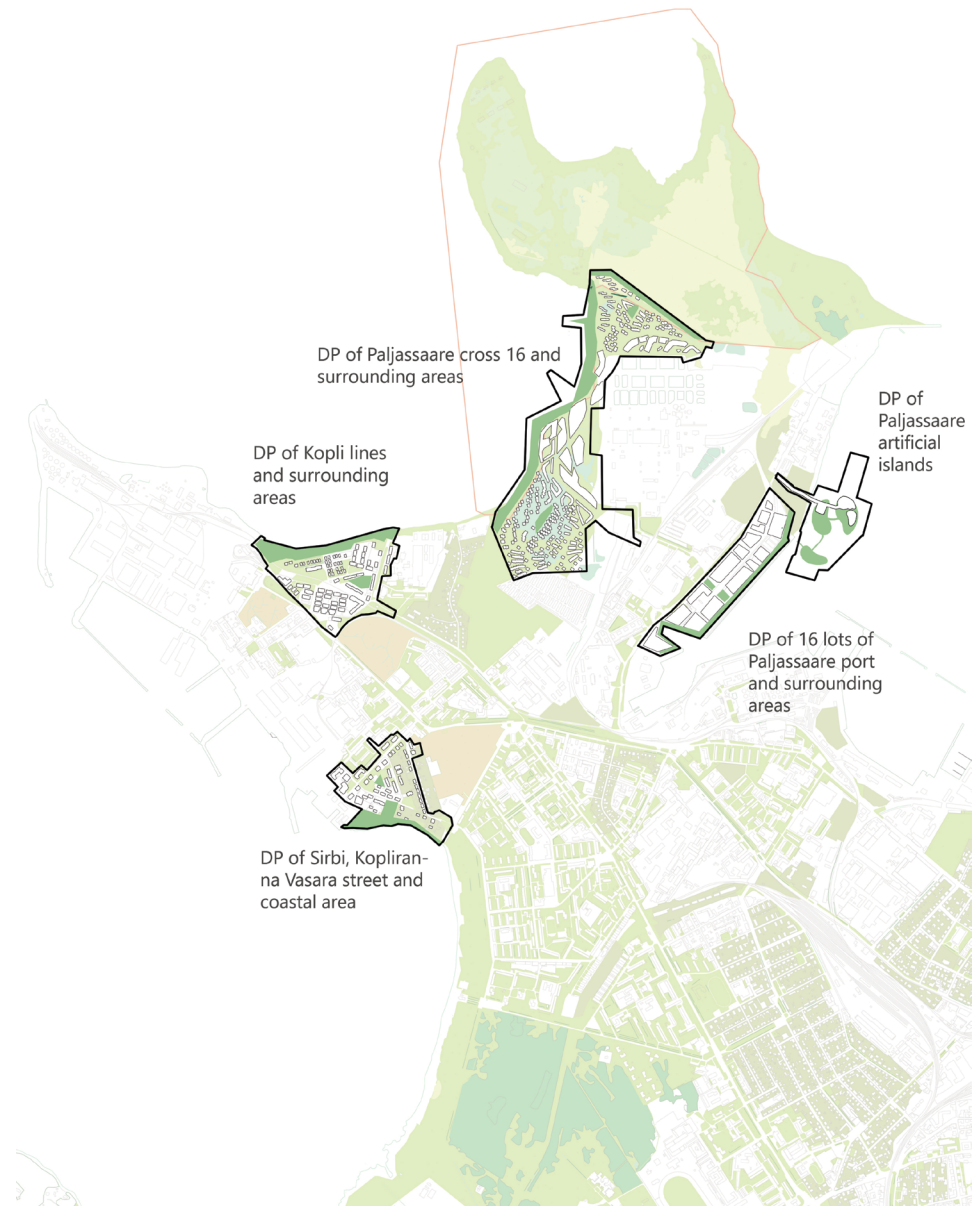 DP of Paljassaare cross 16 and
surrounding areas
DP of Kopli lines
and surrounding
areas
DP of
Paljassaare
artificial
islands
DP of 16 lots of
Paljassaare port
and surrounding
areas
DP of Sirbi, Kopliran-
na Vasara street and
coastal area